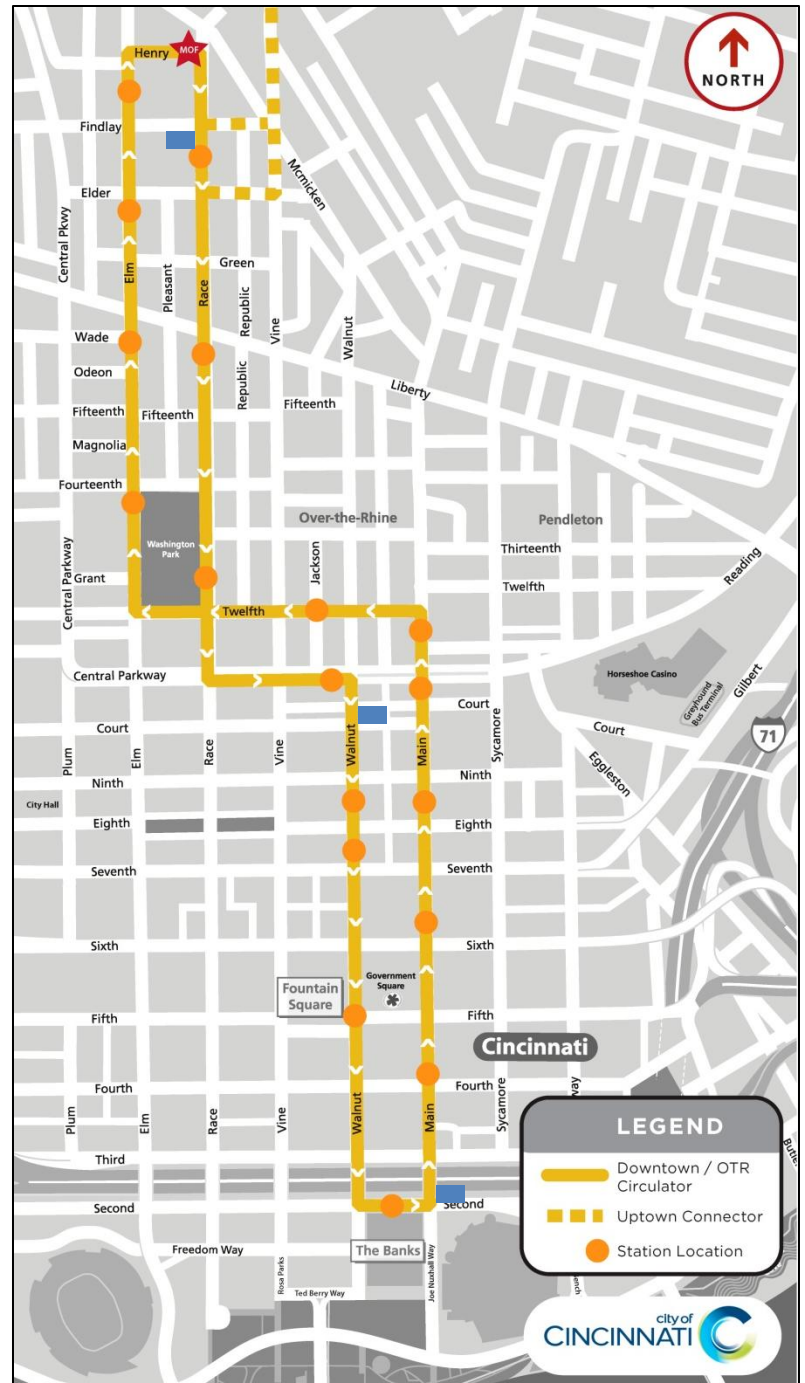 Henry
MOF
NORTH
Findlay
Mcmicken
Elder
Central Pkwy
Green
Elm
Pleasant
Race
Republic
Vine
Walnut
Wade
Odeon
Republic
Liberty
Fifteenth
Fifteenth
Fifteenth
Magnolia
Fourteenth
Over-the-Rhine
Pendleton
Washington
Park
Thirteenth
Jackson
Reading
Central Parkway
Grant
Twelfth
Twelfth
Central Parkway
Horseshoe Casino
Greyhound
Bus Terminal
Gilbert
Court
Court
Court
71
Plum
Elm
Race
Vine
Walnut
Main
Sycamore
Eggleston
Ninth
Ninth
City Hall
Eighth
Eighth
Seventh
Seventh
Sixth
Sixth
Government
Square
Fountain
Square
Fifth
Fifth
Cincinnati
Fourth
Fourth
Plum
Elm
Race
Vine
Walnut
Main
Sycamore
way
LEGEND
Third
Downtown / OTR
Circulator
Second
Second
Uptown Connector
Freedom Way
The Banks
Station Location
Rosa Parks
Joe Nuxhall Way
Ted Berry Way
city of
CINCINNATI